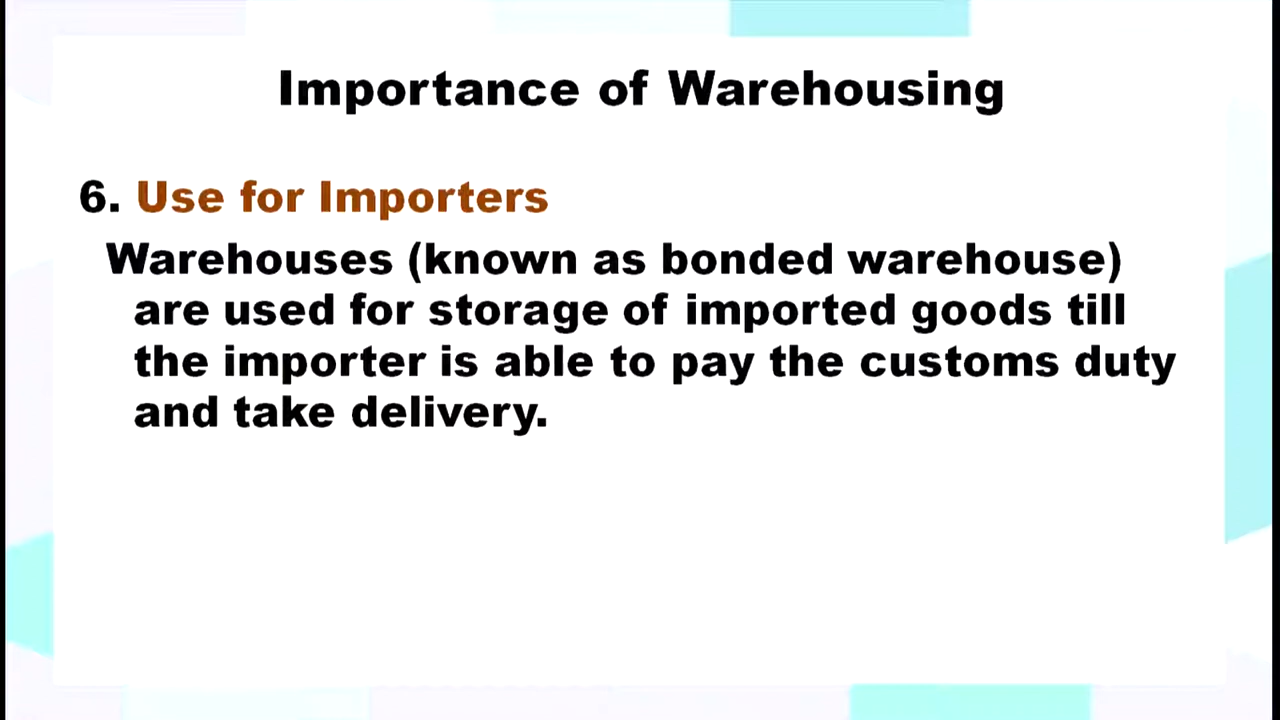 Importance of Warehousing
6. Use for Importers
Warehouses (known as bonded warehouse)
are used for storage of imported goods till
the importer is able to pay the customs duty
and take delivery.